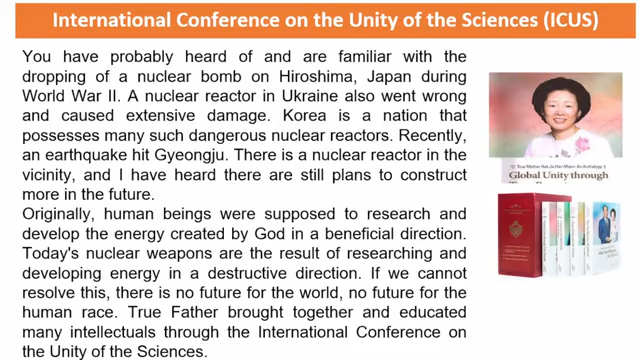 International Conference on the Unity of the Sciences (ICUS)
You have probably heard of and are familiar with the
dropping of a nuclear bomb on Hiroshima, Japan during
World War II. A nuclear reactor in Ukraine also went wrong
and caused extensive damage. Korea is a nation that
possesses many such dangerous nuclear reactors. Recently,
an earthquake hit Gyeongju. There is a nuclear reactor in the
vicinity, and I have heard there are still plans to construct
more in the future.
Originally, human beings were supposed to research and
develop the energy created by God in a beneficial direction.
Today's nuclear weapons are the result of researching and
developing energy in a destructive direction. If we cannot
resolve this, there is no future for the world, no future for the
human race. True Father brought together and educated
many intellectuals through the International Conference on
the Unity of the Sciences.
Global Unity through